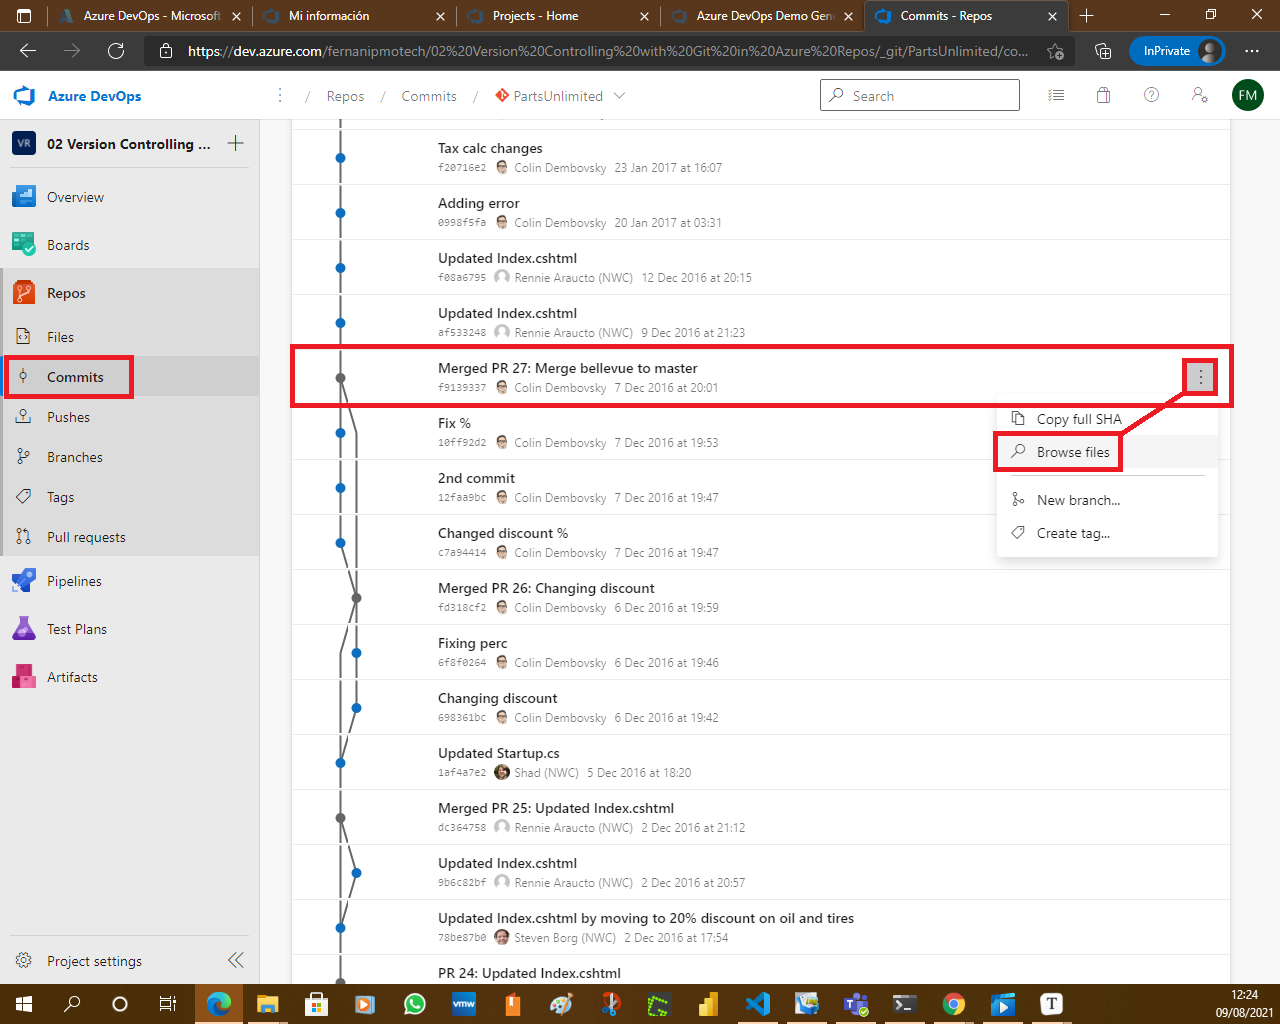 Azure DevOps - Microsoft
Mi información
Projects - Home
Azure DevOps Demo Gen
Commits - Repos
https://dev.azure.com/fernanipmotech/02%20Version%20Controlling%20with%20Git%20in%20Azure%20Repos/_git/PartsUnlimited/co...
InPrivate
Azure DevOps
/ Repos / Commits / PartsUnlimited
Search
FM
VR
02 Version Controlling ...
Overview
Boards
Repos
Files
Commits
Pushes
Branches
Tags
Pull requests
Pipelines
Test Plans
Artifacts
Project settings
Tax calc changes
f20716e2 Colin Dembovsky 23 Jan 2017 at 16:07
Adding error
0998f5fa Colin Dembovsky 20 Jan 2017 at 03:31
Updated Index.cshtml
f08a6795 Rennie Araucto (NWC) 12 Dec 2016 at 20:15
Updated Index.cshtml
af533248 Rennie Araucto (NWC) 9 Dec 2016 at 21:23
Merged PR 27: Merge bellevue to master
f9139337 Colin Dembovsky 7 Dec 2016 at 20:01
Fix %
10ff92d2 Colin Dembovsky 7 Dec 2016 at 19:53
2nd commit
12faa9bc Colin Dembovsky 7 Dec 2016 at 19:47
Changed discount %
c7a94414 Colin Dembovsky 7 Dec 2016 at 19:47
Merged PR 26: Changing discount
fd318cf2 Colin Dembovsky 6 Dec 2016 at 19:59
Fixing perc
6f8f0264 Colin Dembovsky 6 Dec 2016 at 19:46
Changing discount
698361bc Colin Dembovsky 6 Dec 2016 at 19:42
Updated Startup.cs
1af4a7e2 Shad (NWC) 5 Dec 2016 at 18:20
Merged PR 25: Updated Index.cshtml
dc364758 Rennie Araucto (NWC) 2 Dec 2016 at 21:12
Updated Index.cshtml
9b6c82bf Rennie Araucto (NWC) 2 Dec 2016 at 20:57
Updated Index.cshtml by moving to 20% discount on oil and tires
78be87b0 Steven Borg (NWC) 2 Dec 2016 at 17:54
PR 24: Updated Index.cshtml
Copy full SHA
Browse files
New branch...
Create tag...
vmw
T
12:24
09/08/2021